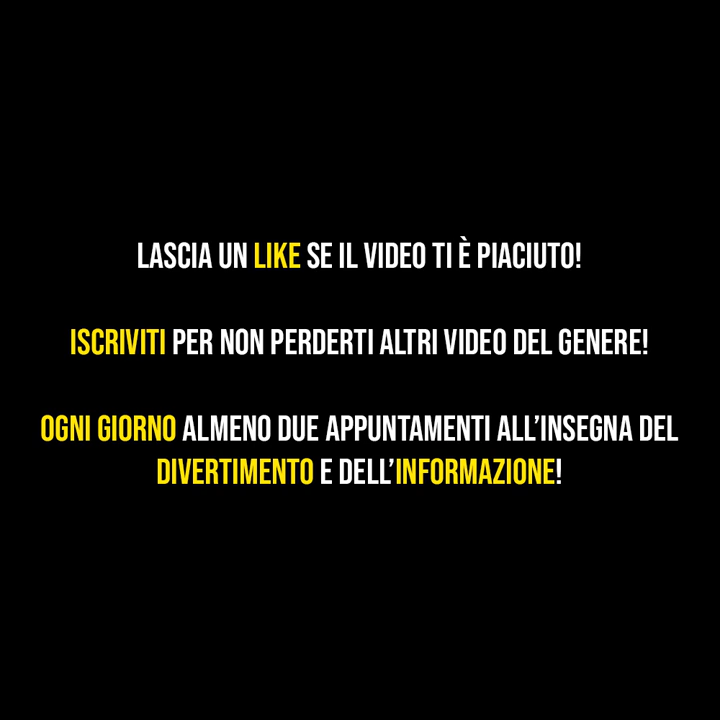 LASCIA UN LIKE SE IL VIDEO TI È PIACIUTO!
ISCRIVITI PER NON PERDERTI ALTRI VIDEO DEL GENERE!
OGNI GIORNO ALMENO DUE APPUNTAMENTI ALL’INSEGNA DEL
DIVERTIMENTO E DELL’INFORMAZIONE!